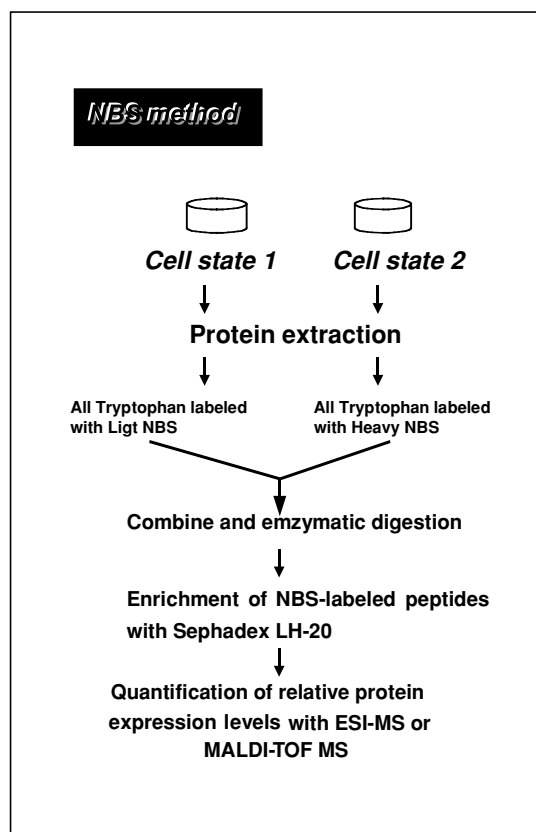 NBS method
Cell state 1 Cell state 2
Protein extraction
All Tryptophan labeled
with Ligt NBS
All Tryptophan labeled
with Heavy NBS
Combine and emzymatic digestion
Enrichment of NBS-labeled peptides
with Sephadex LH-20
Quantification of relative protein
expression levels with ESI-MS or
MALDI-TOF MS